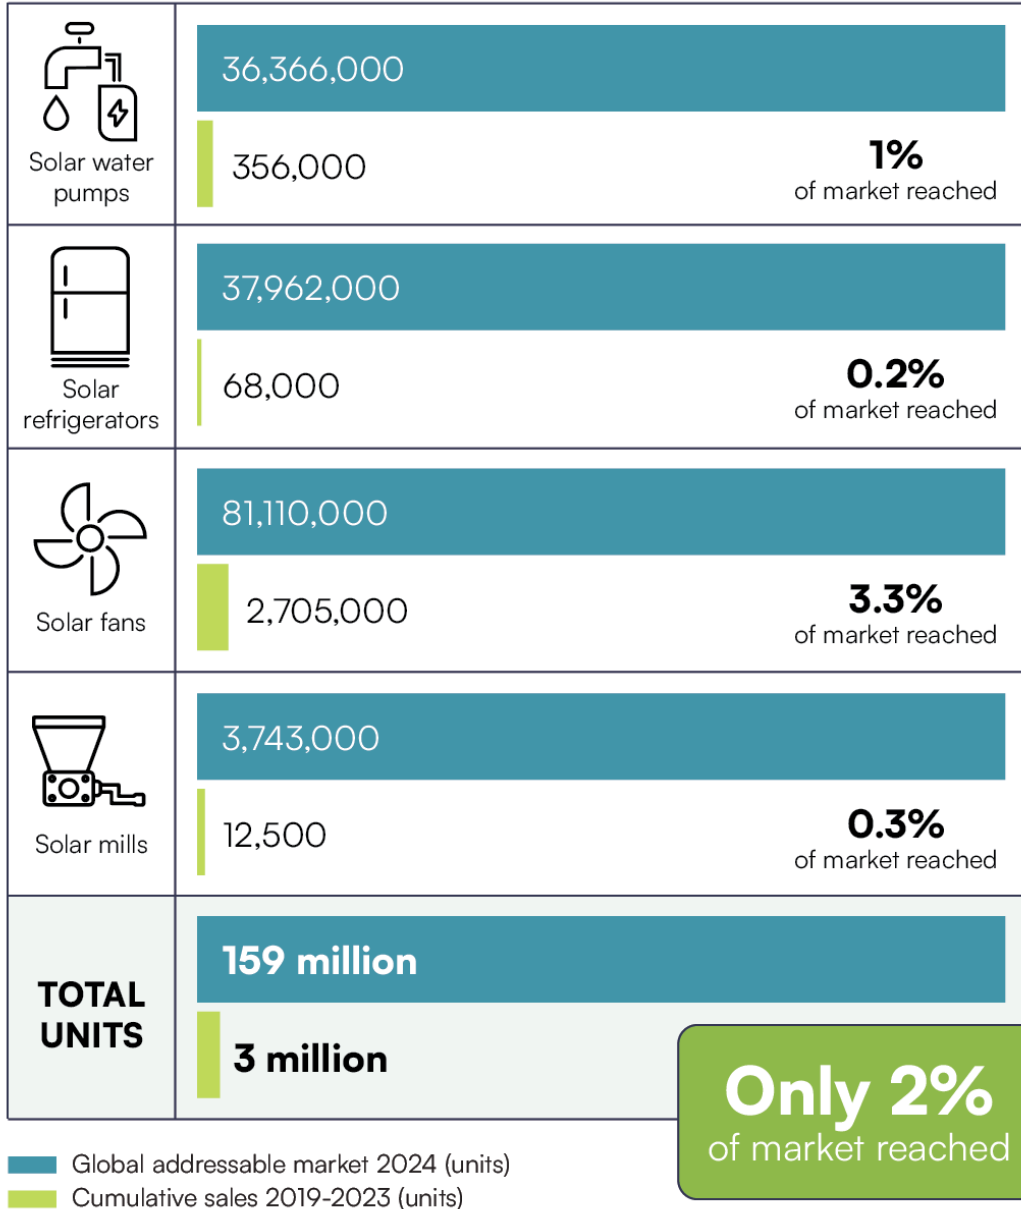 36,366,000
Solar water
pumps
356,000
1%
of market reached
37,962,000
Solar
refrigerators
68,000
0.2%
of market reached
81,110,000
Solar fans
2,705,000
3.3%
of market reached
3,743,000
Solar mills
12,500
0.3%
of market reached
TOTAL
UNITS
159 million
3 million
Only 2%
of market reached
Global addressable market 2024 (units)
Cumulative sales 2019-2023 (units)